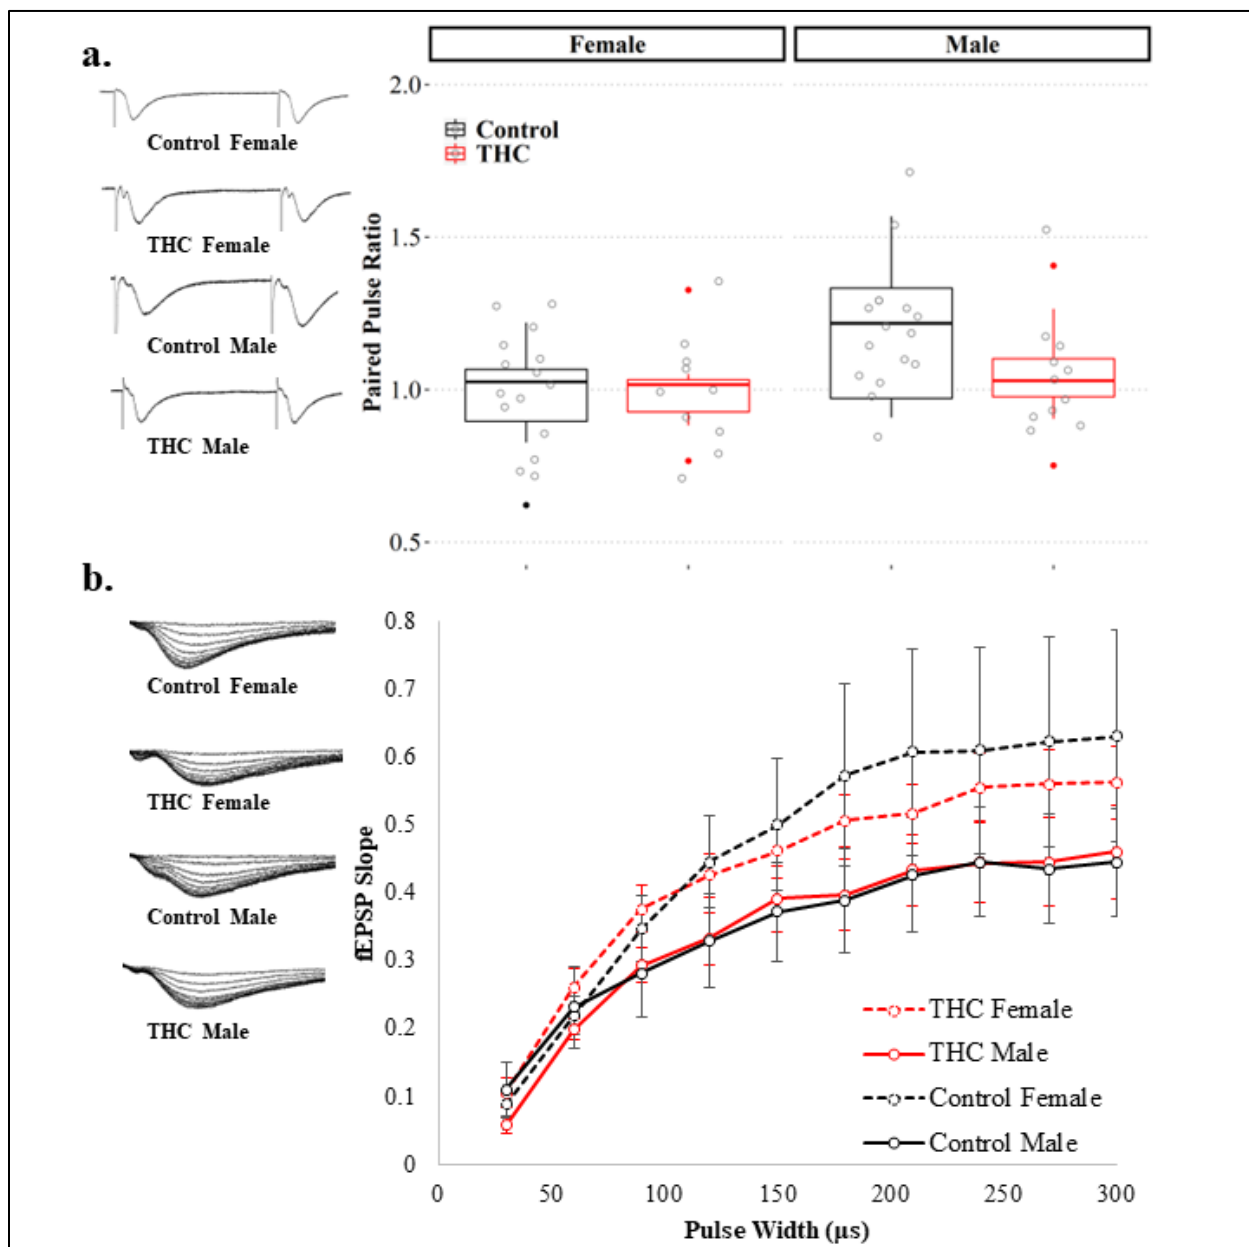 a.
Female
Male
Control Female
THC Female
Control Male
THC Male
Paired Pulse Ratio
2.0
1.5
1.0
0.5
Control
THC
b.
Control Female
THC Female
Control Male
THC Male
fEPSP Slope
0.8
0.7
0.6
0.5
0.4
0.3
0.2
0.1
0
THC Female
THC Male
Control Female
Control Male
0 50 100 150 200 250 300
Pulse Width (µs)